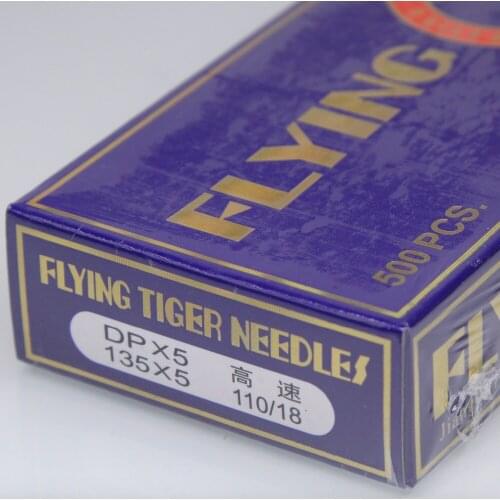 FLYING
500 PCS.
FLYING TIGER NEEDLES
DP×5
135×5
高速
110/18